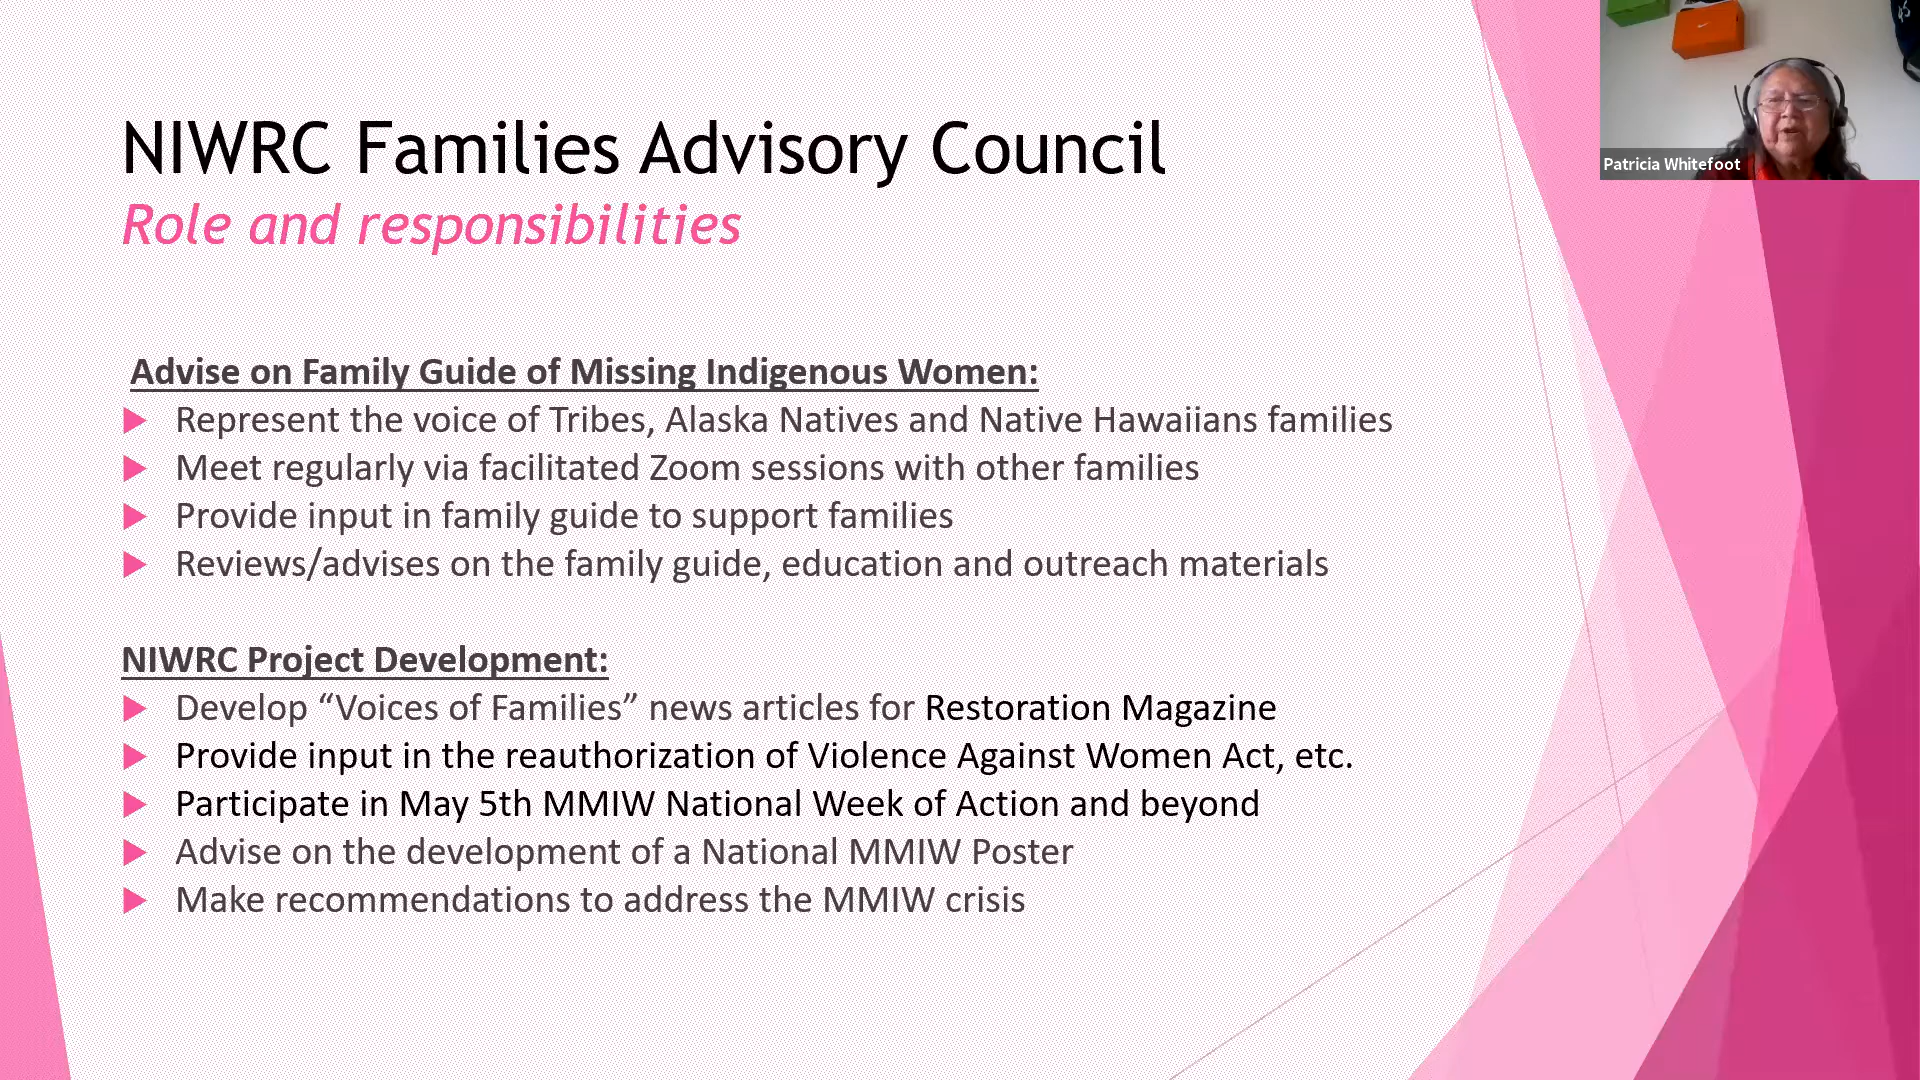 NIWRC Families Advisory Council
Role and responsibilities
Patricia Whitefoot
Advise on Family Guide of Missing Indigenous Women:
Represent the voice of Tribes, Alaska Natives and Native Hawaiians families
Meet regularly via facilitated Zoom sessions with other families
Provide input in family guide to support families
Reviews/advises on the family guide, education and outreach materials
NIWRC Project Development:
Develop “Voices of Families” news articles for Restoration Magazine
Provide input in the reauthorization of Violence Against Women Act, etc.
Participate in May 5th MMIW National Week of Action and beyond
Advise on the development of a National MMIW Poster
Make recommendations to address the MMIW crisis